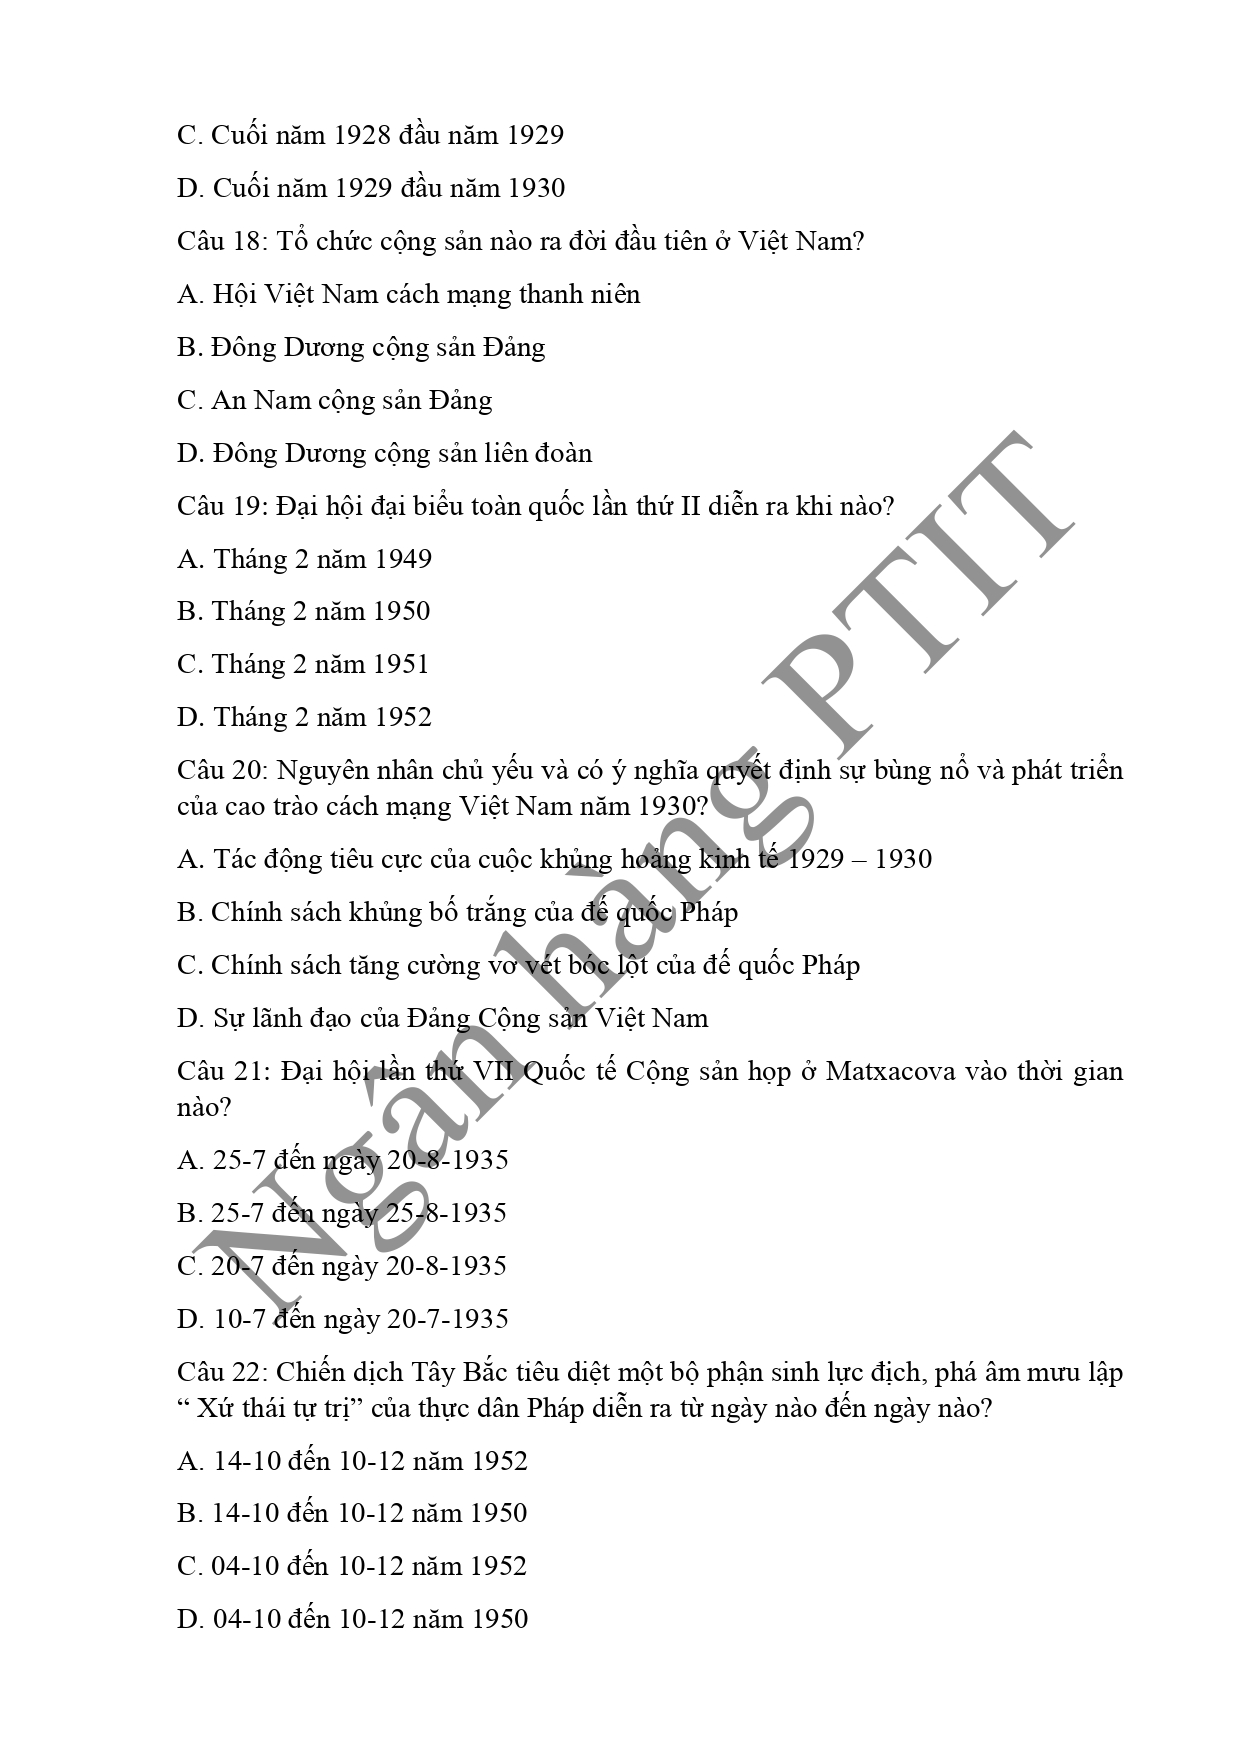 C. Cuối năm 1928 đầu năm 1929
D. Cuối năm 1929 đầu năm 1930
Câu 18: Tổ chức cộng sản nào ra đời đầu tiên ở Việt Nam?
A. Hội Việt Nam cách mạng thanh niên
B. Đông Dương cộng sản Đảng
C. An Nam cộng sản Đảng
D. Đông Dương cộng sản liên đoàn
Câu 19: Đại hội đại biểu toàn quốc lần thứ II diễn ra khi nào?
A. Tháng 2 năm 1949
B. Tháng 2 năm 1950
C. Tháng 2 năm 1951
D. Tháng 2 năm 1952
Câu 20: Nguyên nhân chủ yếu và có ý nghĩa quyết định sự bùng nổ và phát triển
của cao trào cách mạng Việt Nam năm 1930?
A. Tác động tiêu cực của cuộc khủng hoảng kinh tế 1929 – 1930
B. Chính sách khủng bố trắng của đế quốc Pháp
C. Chính sách tăng cường vơ vét bóc lột của đế quốc Pháp
D. Sự lãnh đạo của Đảng Cộng sản Việt Nam
Câu 21: Đại hội lần thứ VII Quốc tế Cộng sản họp ở Matxacova vào thời gian
nào?
A. 25-7 đến ngày 20-8-1935
B. 25-7 đến ngày 25-8-1935
C. 20-7 đến ngày 20-8-1935
D. 10-7 đến ngày 20-7-1935
Câu 22: Chiến dịch Tây Bắc tiêu diệt một bộ phận sinh lực địch, phá âm mưu lập
“ Xứ thái tự trị” của thực dân Pháp diễn ra từ ngày nào đến ngày nào?
A. 14-10 đến 10-12 năm 1952
B. 14-10 đến 10-12 năm 1950
C. 04-10 đến 10-12 năm 1952
D. 04-10 đến 10-12 năm 1950
Ngân hàng PTIT